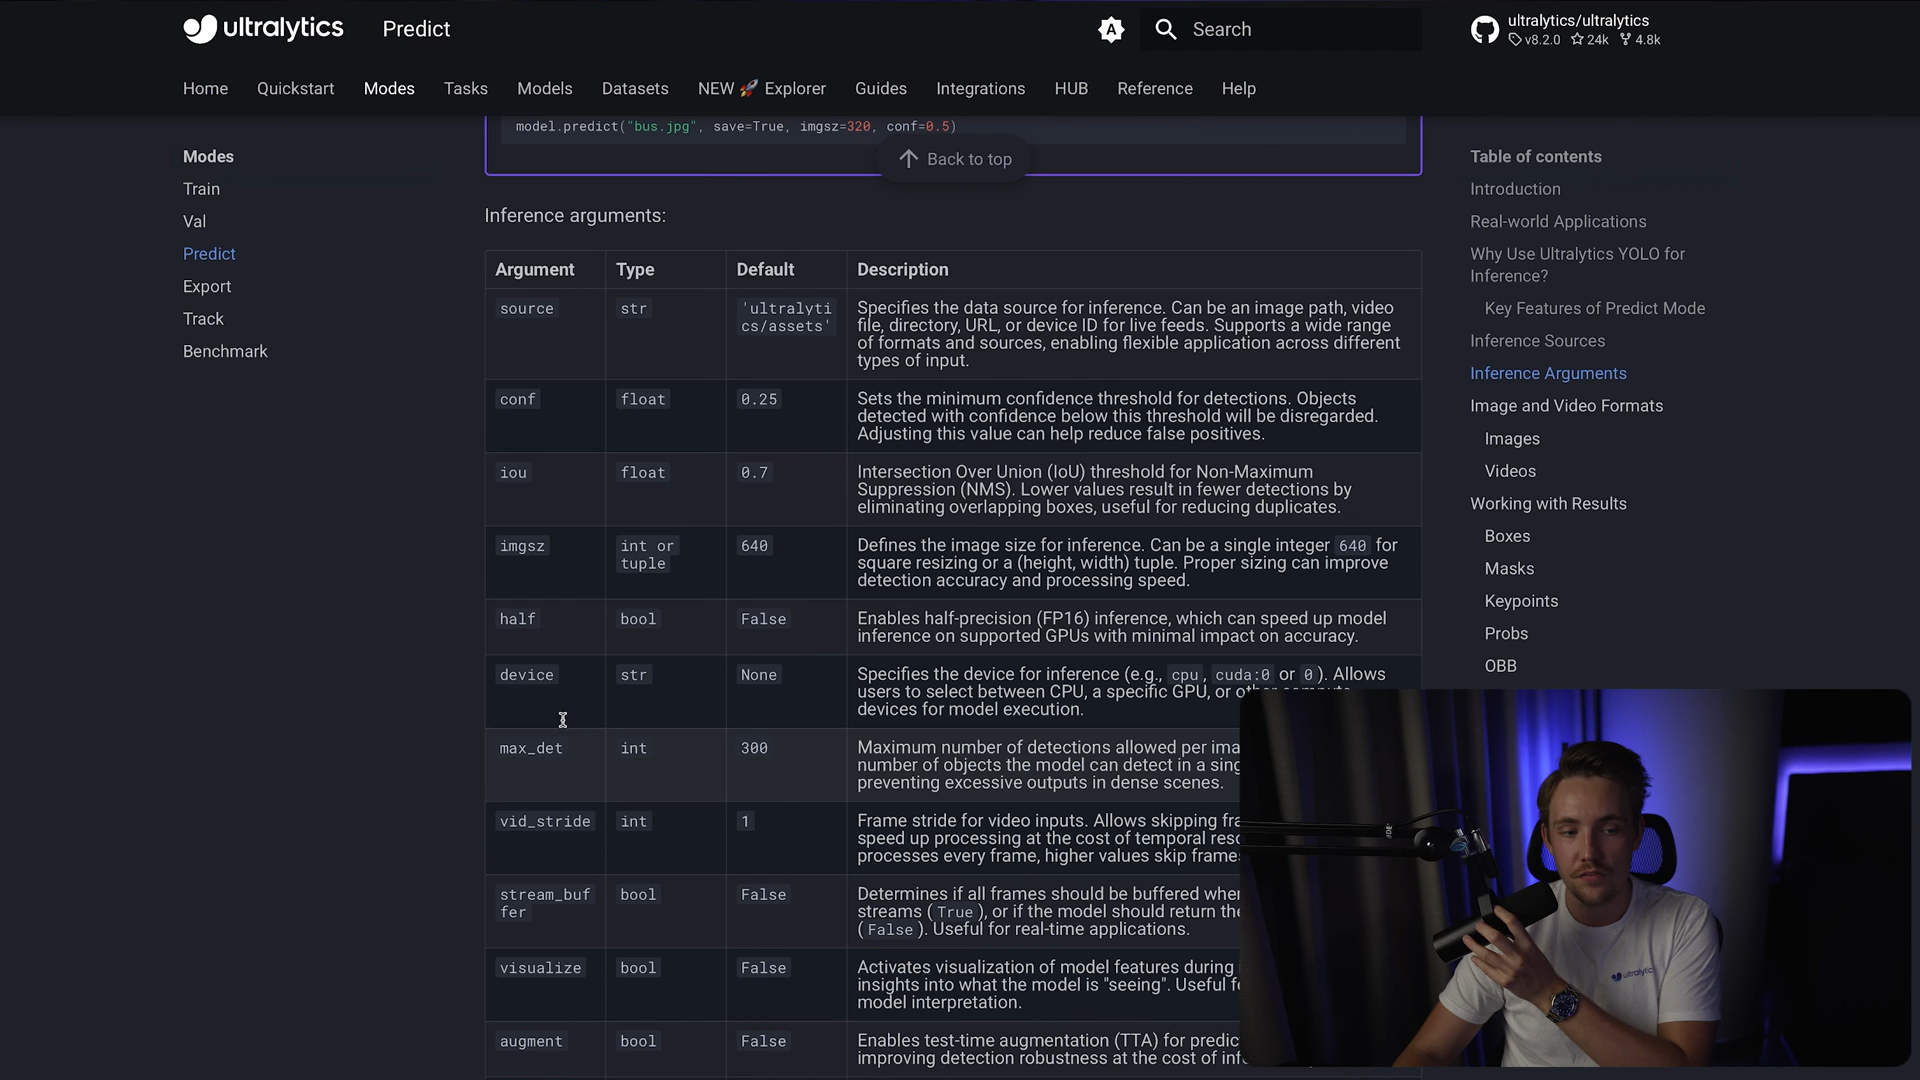 ultralytics
Predict
Search
ultralytics/ultralytics
v8.2.0 24k 4.8k
Home Quickstart Modes Tasks Models Datasets NEW 🚀 Explorer Guides Integrations HUB Reference Help
Modes
Train
Val
Predict
Export
Track
Benchmark
model.predict("bus.jpg", save=True, imgsz=320, conf=0.5)
Back to top
Inference arguments:
Argument Type Default Description
source str 'ultralyti
cs/assets'
Specifies the data source for inference. Can be an image path, video
file, directory, URL, or device ID for live feeds. Supports a wide range
of formats and sources, enabling flexible application across different
types of input.
conf float 0.25
Sets the minimum confidence threshold for detections. Objects
detected with confidence below this threshold will be disregarded.
Adjusting this value can help reduce false positives.
iou float 0.7
Intersection Over Union (IoU) threshold for Non-Maximum
Suppression (NMS). Lower values result in fewer detections by
eliminating overlapping boxes, useful for reducing duplicates.
imgsz int or
tuple
640
Defines the image size for inference. Can be a single integer 640 for
square resizing or a (height, width) tuple. Proper sizing can improve
detection accuracy and processing speed.
half bool False
Enables half-precision (FP16) inference, which can speed up model
inference on supported GPUs with minimal impact on accuracy.
device str None
Specifies the device for inference (e.g., cpu, cuda:0 or 0). Allows
users to select between CPU, a specific GPU, or other compute
devices for model execution.
max_det int 300
Maximum number of detections allowed per
number of objects the model can detect in a
preventing excessive outputs in dense scenes.
vid_stride int 1
Frame stride for video inputs. Allows skipping
speed up processing at the cost of temporal
processes every frame, higher values skip
stream_buf
fer
bool False
Determines if all frames should be buffered
streams (True), or if the model should return
(False). Useful for real-time applications.
visualize bool False
Activates visualization of model features during
insights into what the model is "seeing". Useful
model interpretation.
augment bool False
Enables test-time augmentation (TTA) for
improving detection robustness at the cost of
Table of contents
Introduction
Real-world Applications
Why Use Ultralytics YOLO for
Inference?
Key Features of Predict Mode
Inference Sources
Inference Arguments
Image and Video Formats
Images
Videos
Working with Results
Boxes
Masks
Keypoints
Probs
OBB
ultralytics